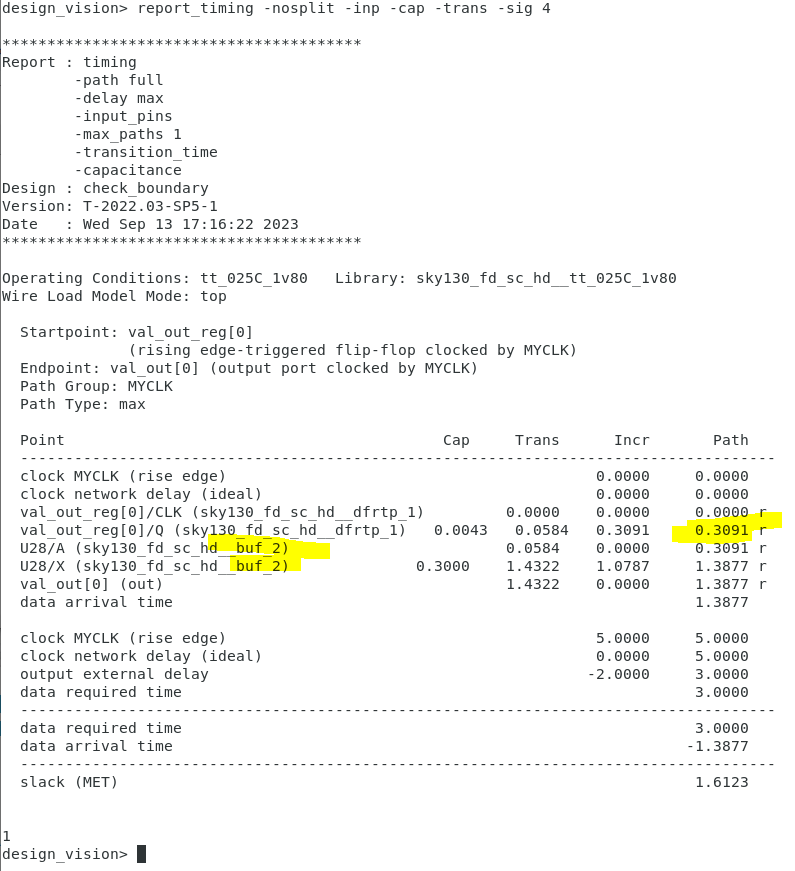 design_vision> report_timing -nosplit -inp -cap -trans -sig 4
****************************************
Report : timing
        -path full
        -delay max
        -input_pins
        -max_paths 1
        -transition_time
        -capacitance
Design : check_boundary
Version: T-2022.03-SP5-1
Date   : Wed Sep 13 17:16:22 2023
****************************************
Operating Conditions: tt_025C_1v80   Library: sky130_fd_sc_hd__tt_025C_1v80
Wire Load Model Mode: top
  Startpoint: val_out_reg[0]
              (rising edge-triggered flip-flop clocked by MYCLK)
  Endpoint: val_out[0] (output port clocked by MYCLK)
  Path Group: MYCLK
  Path Type: max
  Point                                          Cap     Trans      Incr       Path
  ------------------------------------------------------------------------------------
  clock MYCLK (rise edge)                                         0.0000     0.0000
  clock network delay (ideal)                                     0.0000     0.0000
  val_out_reg[0]/CLK (sky130_fd_sc_hd__dfrtp_1)         0.0000    0.0000     0.0000 r
  val_out_reg[0]/Q (sky130_fd_sc_hd__dfrtp_1)   0.0043   0.0584   0.3091     0.3091 r
  U28/A (sky130_fd_sc_hd__buf_2)                        0.0584    0.0000     0.3091 r
  U28/X (sky130_fd_sc_hd__buf_2)              0.3000    1.4322    1.0787     1.3877 r
  val_out[0] (out)                                      1.4322    0.0000     1.3877 r
  data arrival time                                                          1.3877
  clock MYCLK (rise edge)                                         5.0000     5.0000
  clock network delay (ideal)                                     0.0000     5.0000
  output external delay                                          -2.0000     3.0000
  data required time                                                         3.0000
  ------------------------------------------------------------------------------------
  data required time                                                         3.0000
  data arrival time                                                         -1.3877
  ------------------------------------------------------------------------------------
  slack (MET)                                                                1.6123
1
design_vision>